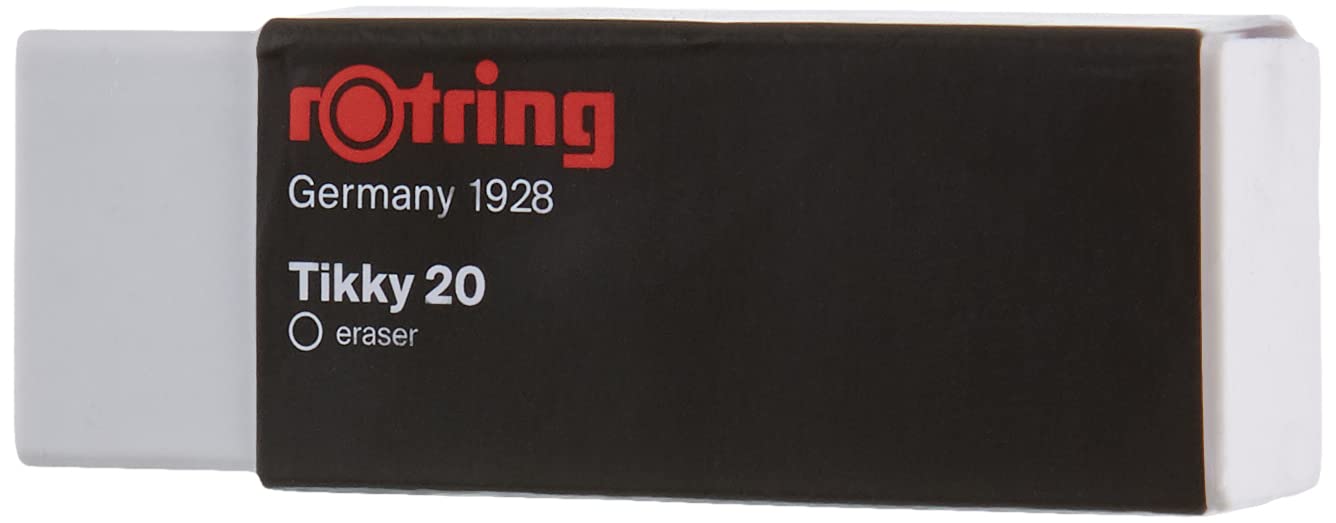 rotring
Germany 1928
Tikky 20
eraser